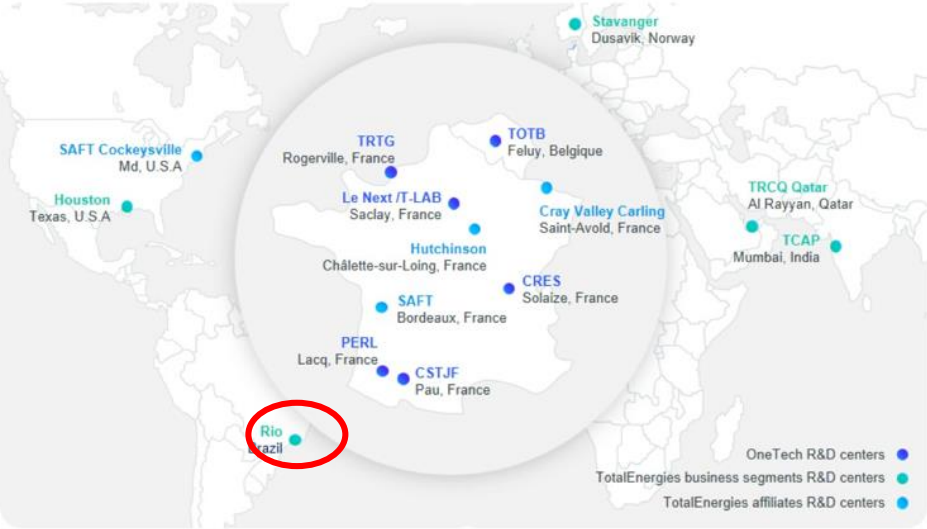 Stavanger
Dusavik, Norway
TRTG
Rogerville, France
TOTB
Feluy, Belgique
SAFT Cockeysville
Md, U.S.A
Houston
Texas, U.S.A
Le Next /T-LAB
Saclay, France
Cray Valley Carling
Saint-Avold, France
TRCQ Qatar
Al Rayyan, Qatar
TCAP
Mumbai, India
Hutchinson
Châlette-sur-Loing, France
CRES
Solaize, France
SAFT
Bordeaux, France
PERL
Lacq, France
CSTJF
Pau, France
Rio
Brazil
OneTech R&D centers
TotalEnergies business segments R&D centers
TotalEnergies affiliates R&D centers